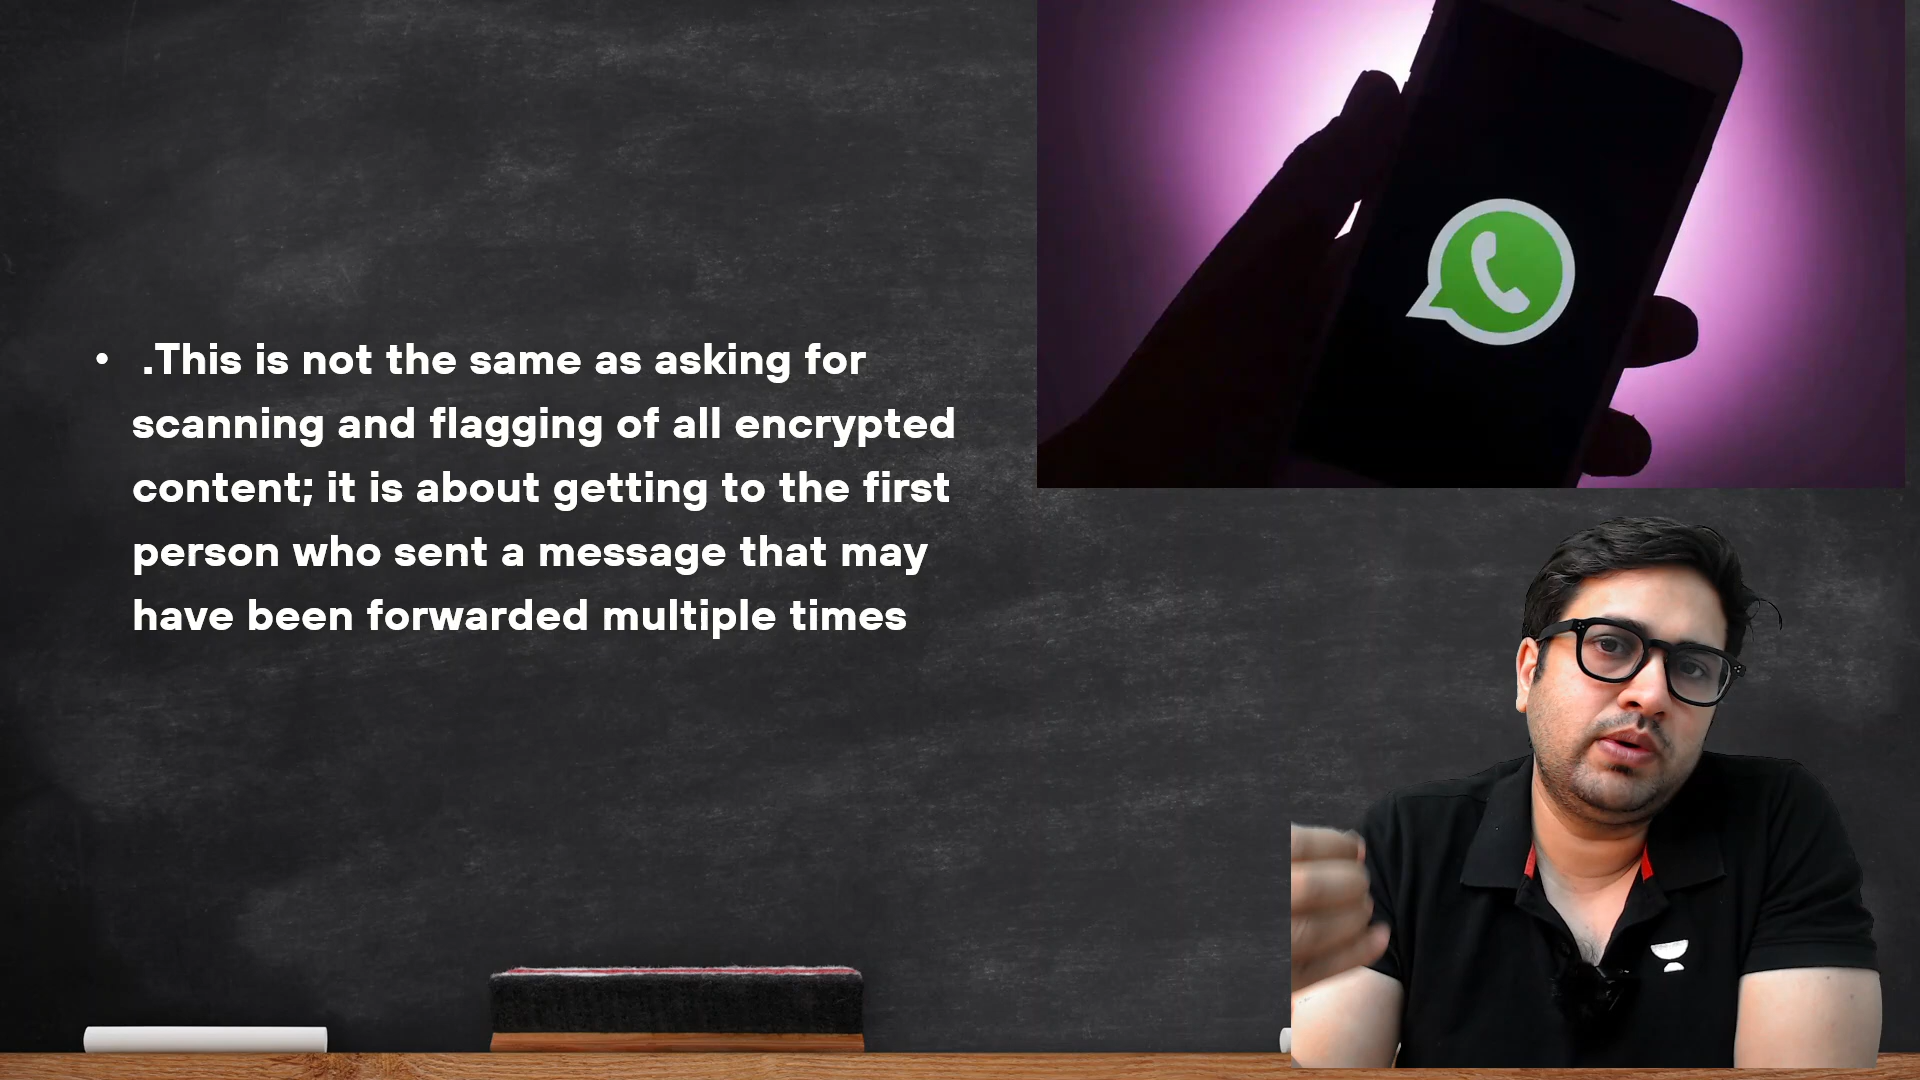 • .This is not the same as asking for
scanning and flagging of all encrypted
content; it is about getting to the first
person who sent a message that may
have been forwarded multiple times